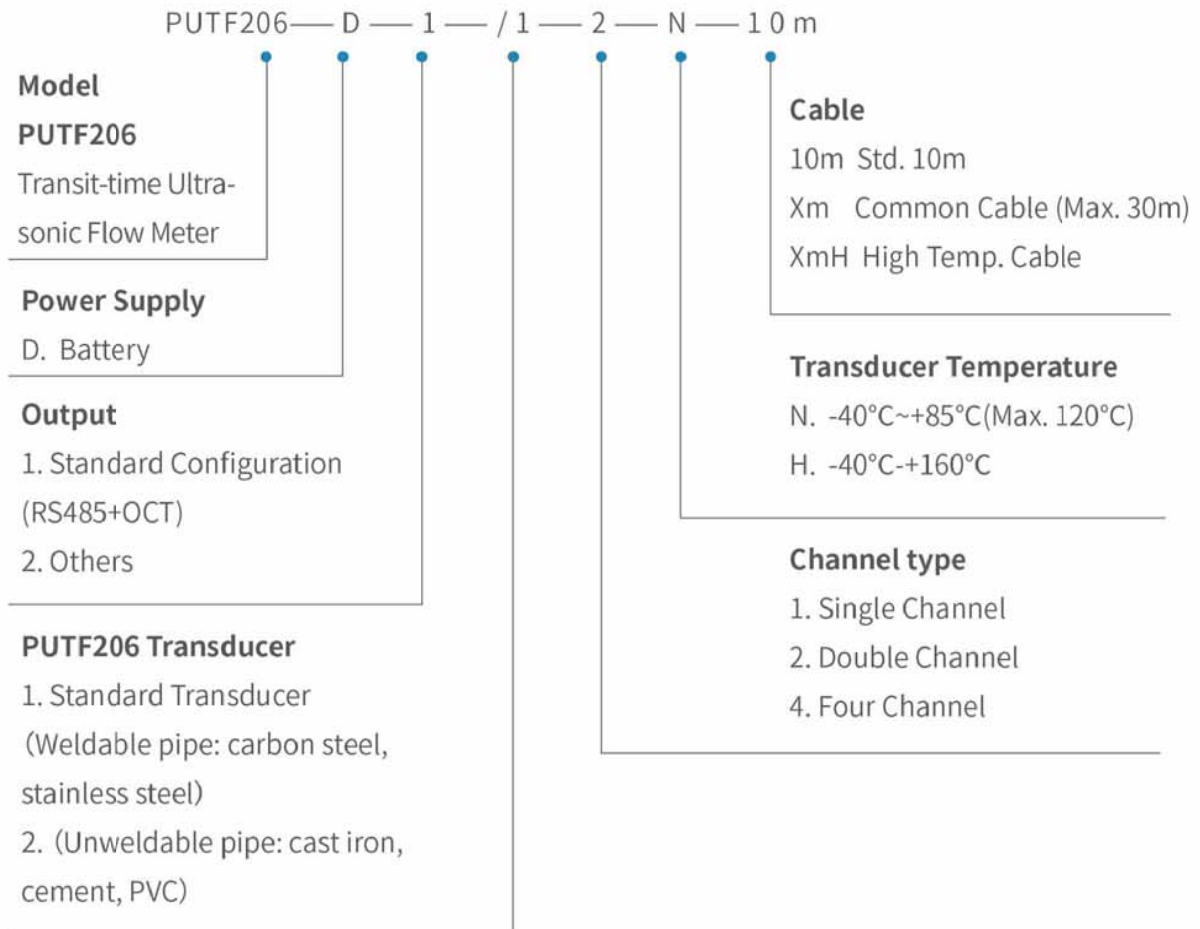 PUTF206— D — 1 — / 1 — 2 — N — 1 0 m
Model
PUTF206
Transit-time Ultra-
sonic Flow Meter
Power Supply
D. Battery
Output
1. Standard Configuration
(RS485+OCT)
2. Others
PUTF206 Transducer
1. Standard Transducer
（Weldable pipe: carbon steel,
stainless steel）
2.（Unweldable pipe: cast iron,
cement, PVC）
Cable
10m Std. 10m
Xm Common Cable (Max. 30m)
XmH High Temp. Cable
Transducer Temperature
N. -40°C~+85°C(Max. 120°C)
H. -40°C-+160°C
Channel type
1. Single Channel
2. Double Channel
4. Four Channel